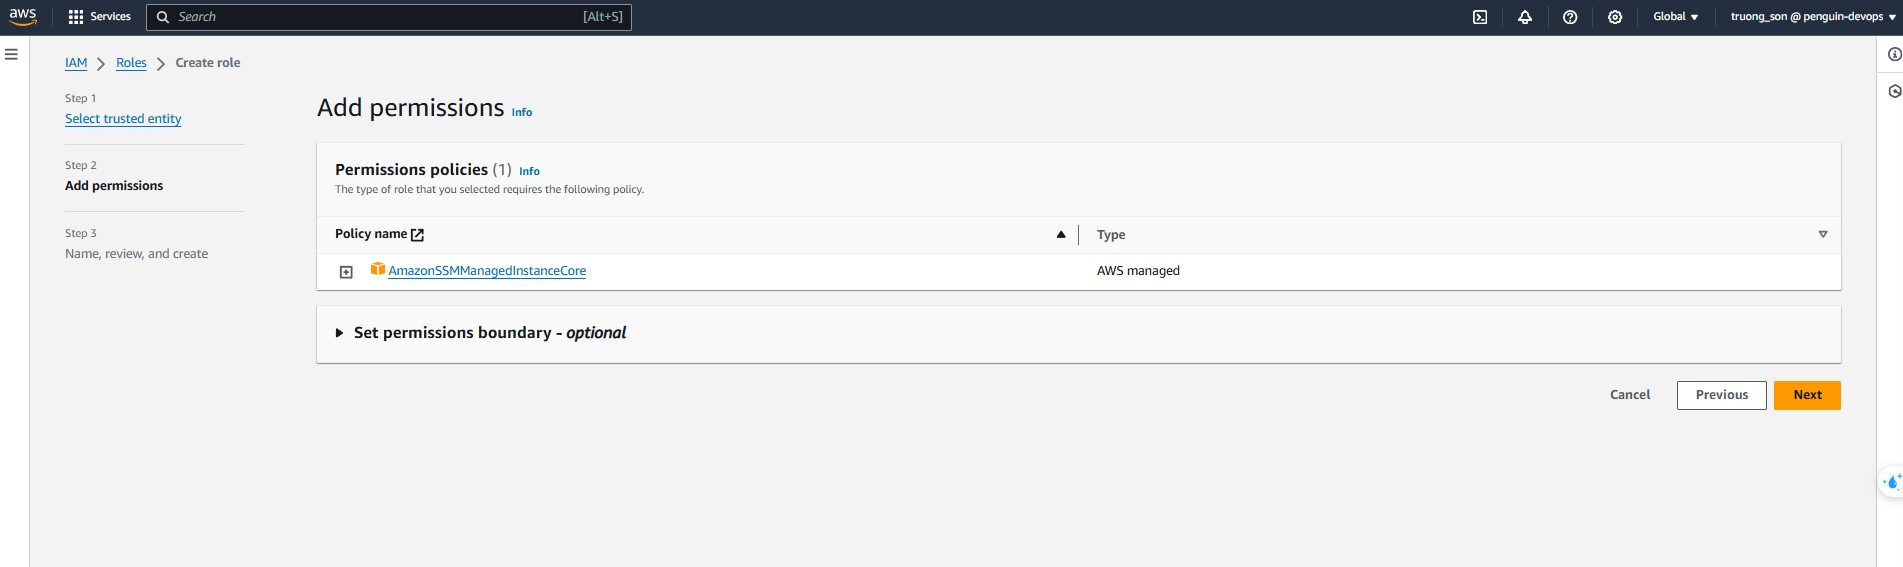 aws
Services
Search
[Alt+S]
Global
truong_son @ penguin-devops
IAM
Roles
Create role
Step 1
Select trusted entity
Step 2
Add permissions
Step 3
Name, review, and create
Add permissions Info
Permissions policies (1) Info
The type of role that you selected requires the following policy.
Policy name
Type
AmazonSSMManagedInstanceCore
AWS managed
Set permissions boundary - optional
Cancel
Previous
Next